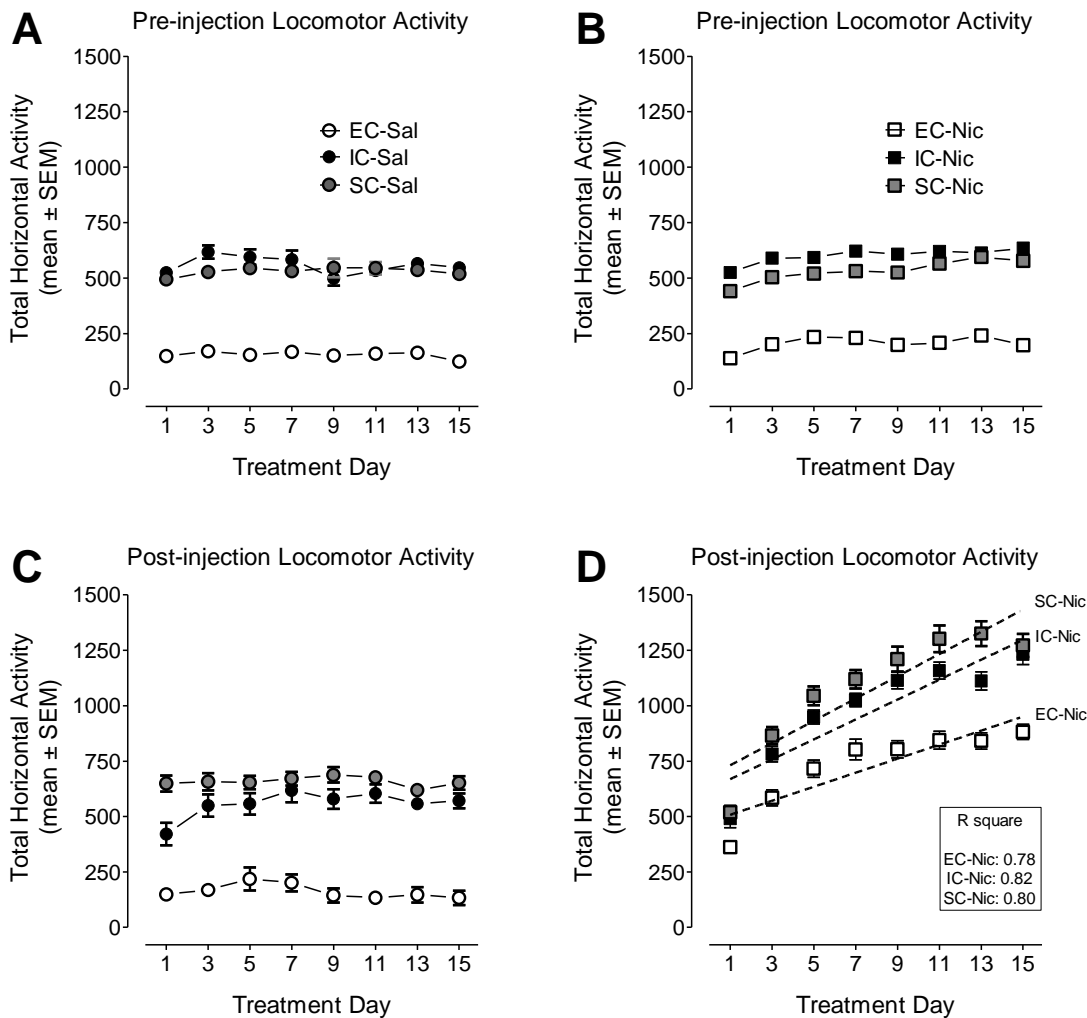 A
Pre-injection Locomotor Activity
Total Horizontal Activity
(mean ± SEM)
1500
1250
1000
750
500
250
0
EC-Sal
IC-Sal
SC-Sal
1 3 5 7 9 11 13 15
Treatment Day
B
Pre-injection Locomotor Activity
Total Horizontal Activity
(mean ± SEM)
1500
1250
1000
750
500
250
0
EC-Nic
IC-Nic
SC-Nic
1 3 5 7 9 11 13 15
Treatment Day
C
Post-injection Locomotor Activity
Total Horizontal Activity
(mean ± SEM)
1500
1250
1000
750
500
250
0
1 3 5 7 9 11 13 15
Treatment Day
D
Post-injection Locomotor Activity
Total Horizontal Activity
(mean ± SEM)
1500
1250
1000
750
500
250
0
SC-Nic
IC-Nic
EC-Nic
R square
EC-Nic: 0.78
IC-Nic: 0.82
SC-Nic: 0.80
1 3 5 7 9 11 13 15
Treatment Day